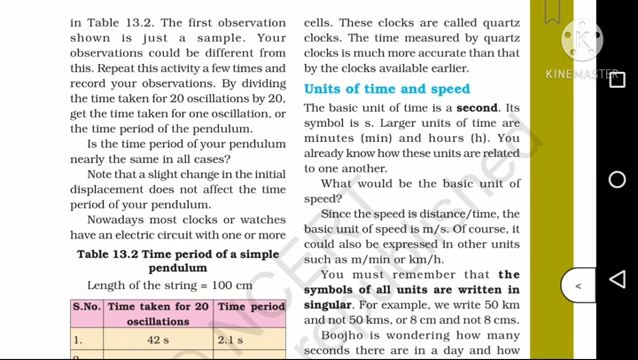 in Table 13.2. The first observation
shown is just a sample. Your
observations could be different from
this. Repeat this activity a few times and
record your observations. By dividing
the time taken for 20 oscillations by 20,
get the time taken for one oscillation, or
the time period of the pendulum.
Is the time period of your pendulum
nearly the same in all cases?
Note that a slight change in the initial
displacement does not affect the time
period of your pendulum.
Nowadays most clocks or watches
have an electric circuit with one or more
Table 13.2 Time period of a simple
pendulum
Length of the string = 100 cm
S.No. Time taken for 20 Time period
oscillations
1. 42 s 2.1 s
2.
cells. These clocks are called quartz
clocks. The time measured by quartz
clocks is much more accurate than that
by the clocks available earlier.
Units of time and speed
The basic unit of time is a second. Its
symbol is s. Larger units of time are
minutes (min) and hours (h). You
already know how these units are related
to one another.
What would be the basic unit of
speed?
Since the speed is distance/time, the
basic unit of speed is m/s. Of course, it
could also be expressed in other units
such as m/min or km/h.
You must remember that the
symbols of all units are written in
singular. For example, we write 50 km
and not 50 kms, or 8 cm and not 8 cms.
Boojho is wondering how many
seconds there are in a day and how
© NCERT
republished
KINEMASTER